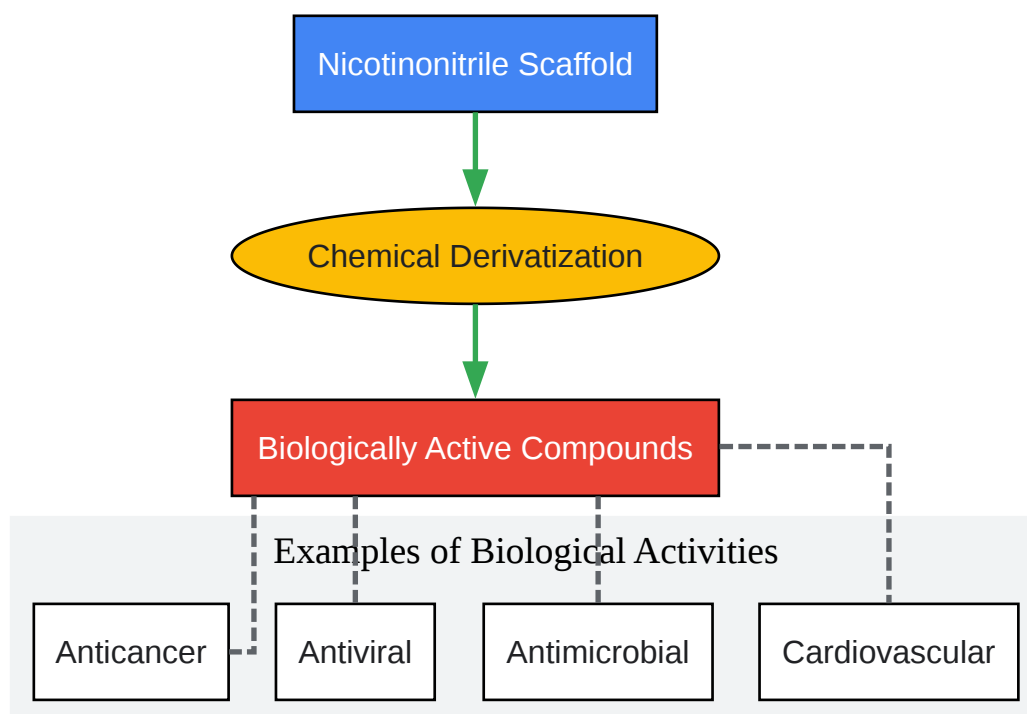 Nicotinonitrile Scaffold
Chemical Derivatization
Biologically Active Compounds
Examples of Biological Activities
Anticancer
Antiviral
Antimicrobial
Cardiovascular